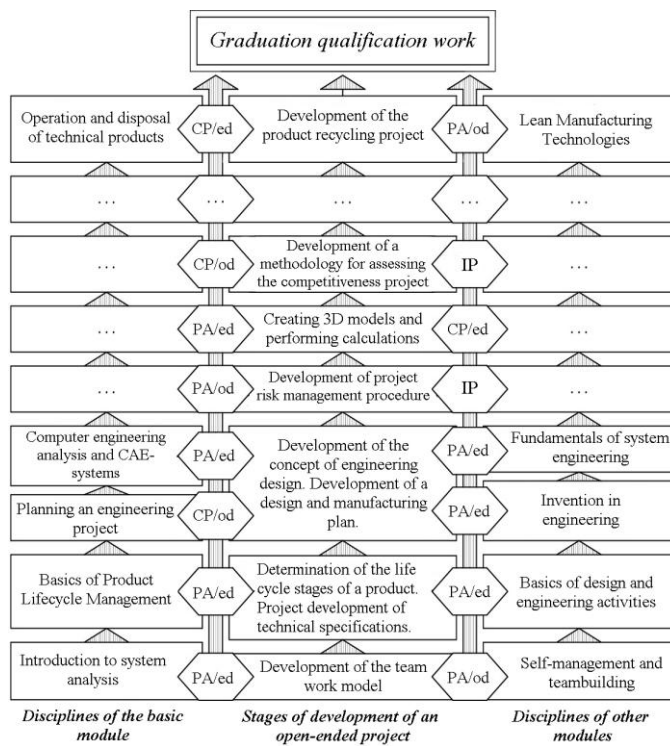 Graduation qualification work
Operation and disposal
of technical products
CP/ed
Development of the
product recycling project
PA/od
Lean Manufacturing
Technologies
...
...
...
...
...
...
CP/od
Development of a
methodology for assessing
the competitiveness project
IP
...
...
PA/ed
Creating 3D models and
performing calculations
CP/ed
...
...
PA/od
Development of project
risk management procedure
IP
...
Computer engineering
analysis and CAE-
systems
PA/ed
Development of the
concept of engineering
design. Development of a
design and manufacturing
plan.
PA/ed
Fundamentals of system
engineering
Planning an engineering
project
CP/od
PA/ed
Invention in
engineering
Basics of Product
Lifecycle Management
PA/ed
Determination of the life
cycle stages of a product.
Project development of
technical specifications.
PA/ed
Basics of design and
engineering activities
Introduction to system
analysis
PA/ed
Development of the team
work model
PA/od
Self-management and
teambuilding
Disciplines of the basic
module
Stages of development of an
open-ended project
Disciplines of other
modules